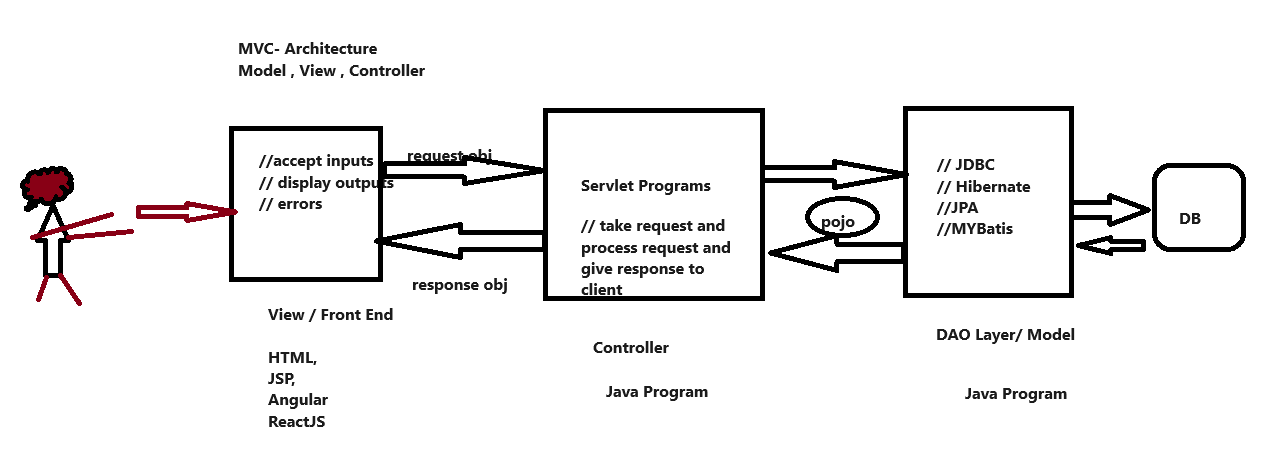 MVC- Architecture
Model , View , Controller
//accept inputs
// display outputs
// errors
request obj
response obj
View / Front End
HTML,
JSP,
Angular
ReactJS
Servlet Programs
// take request and
process request and
give response to
client
Controller
Java Program
pojo
// JDBC
// Hibernate
//JPA
//MYBatis
DAO Layer/ Model
Java Program
DB